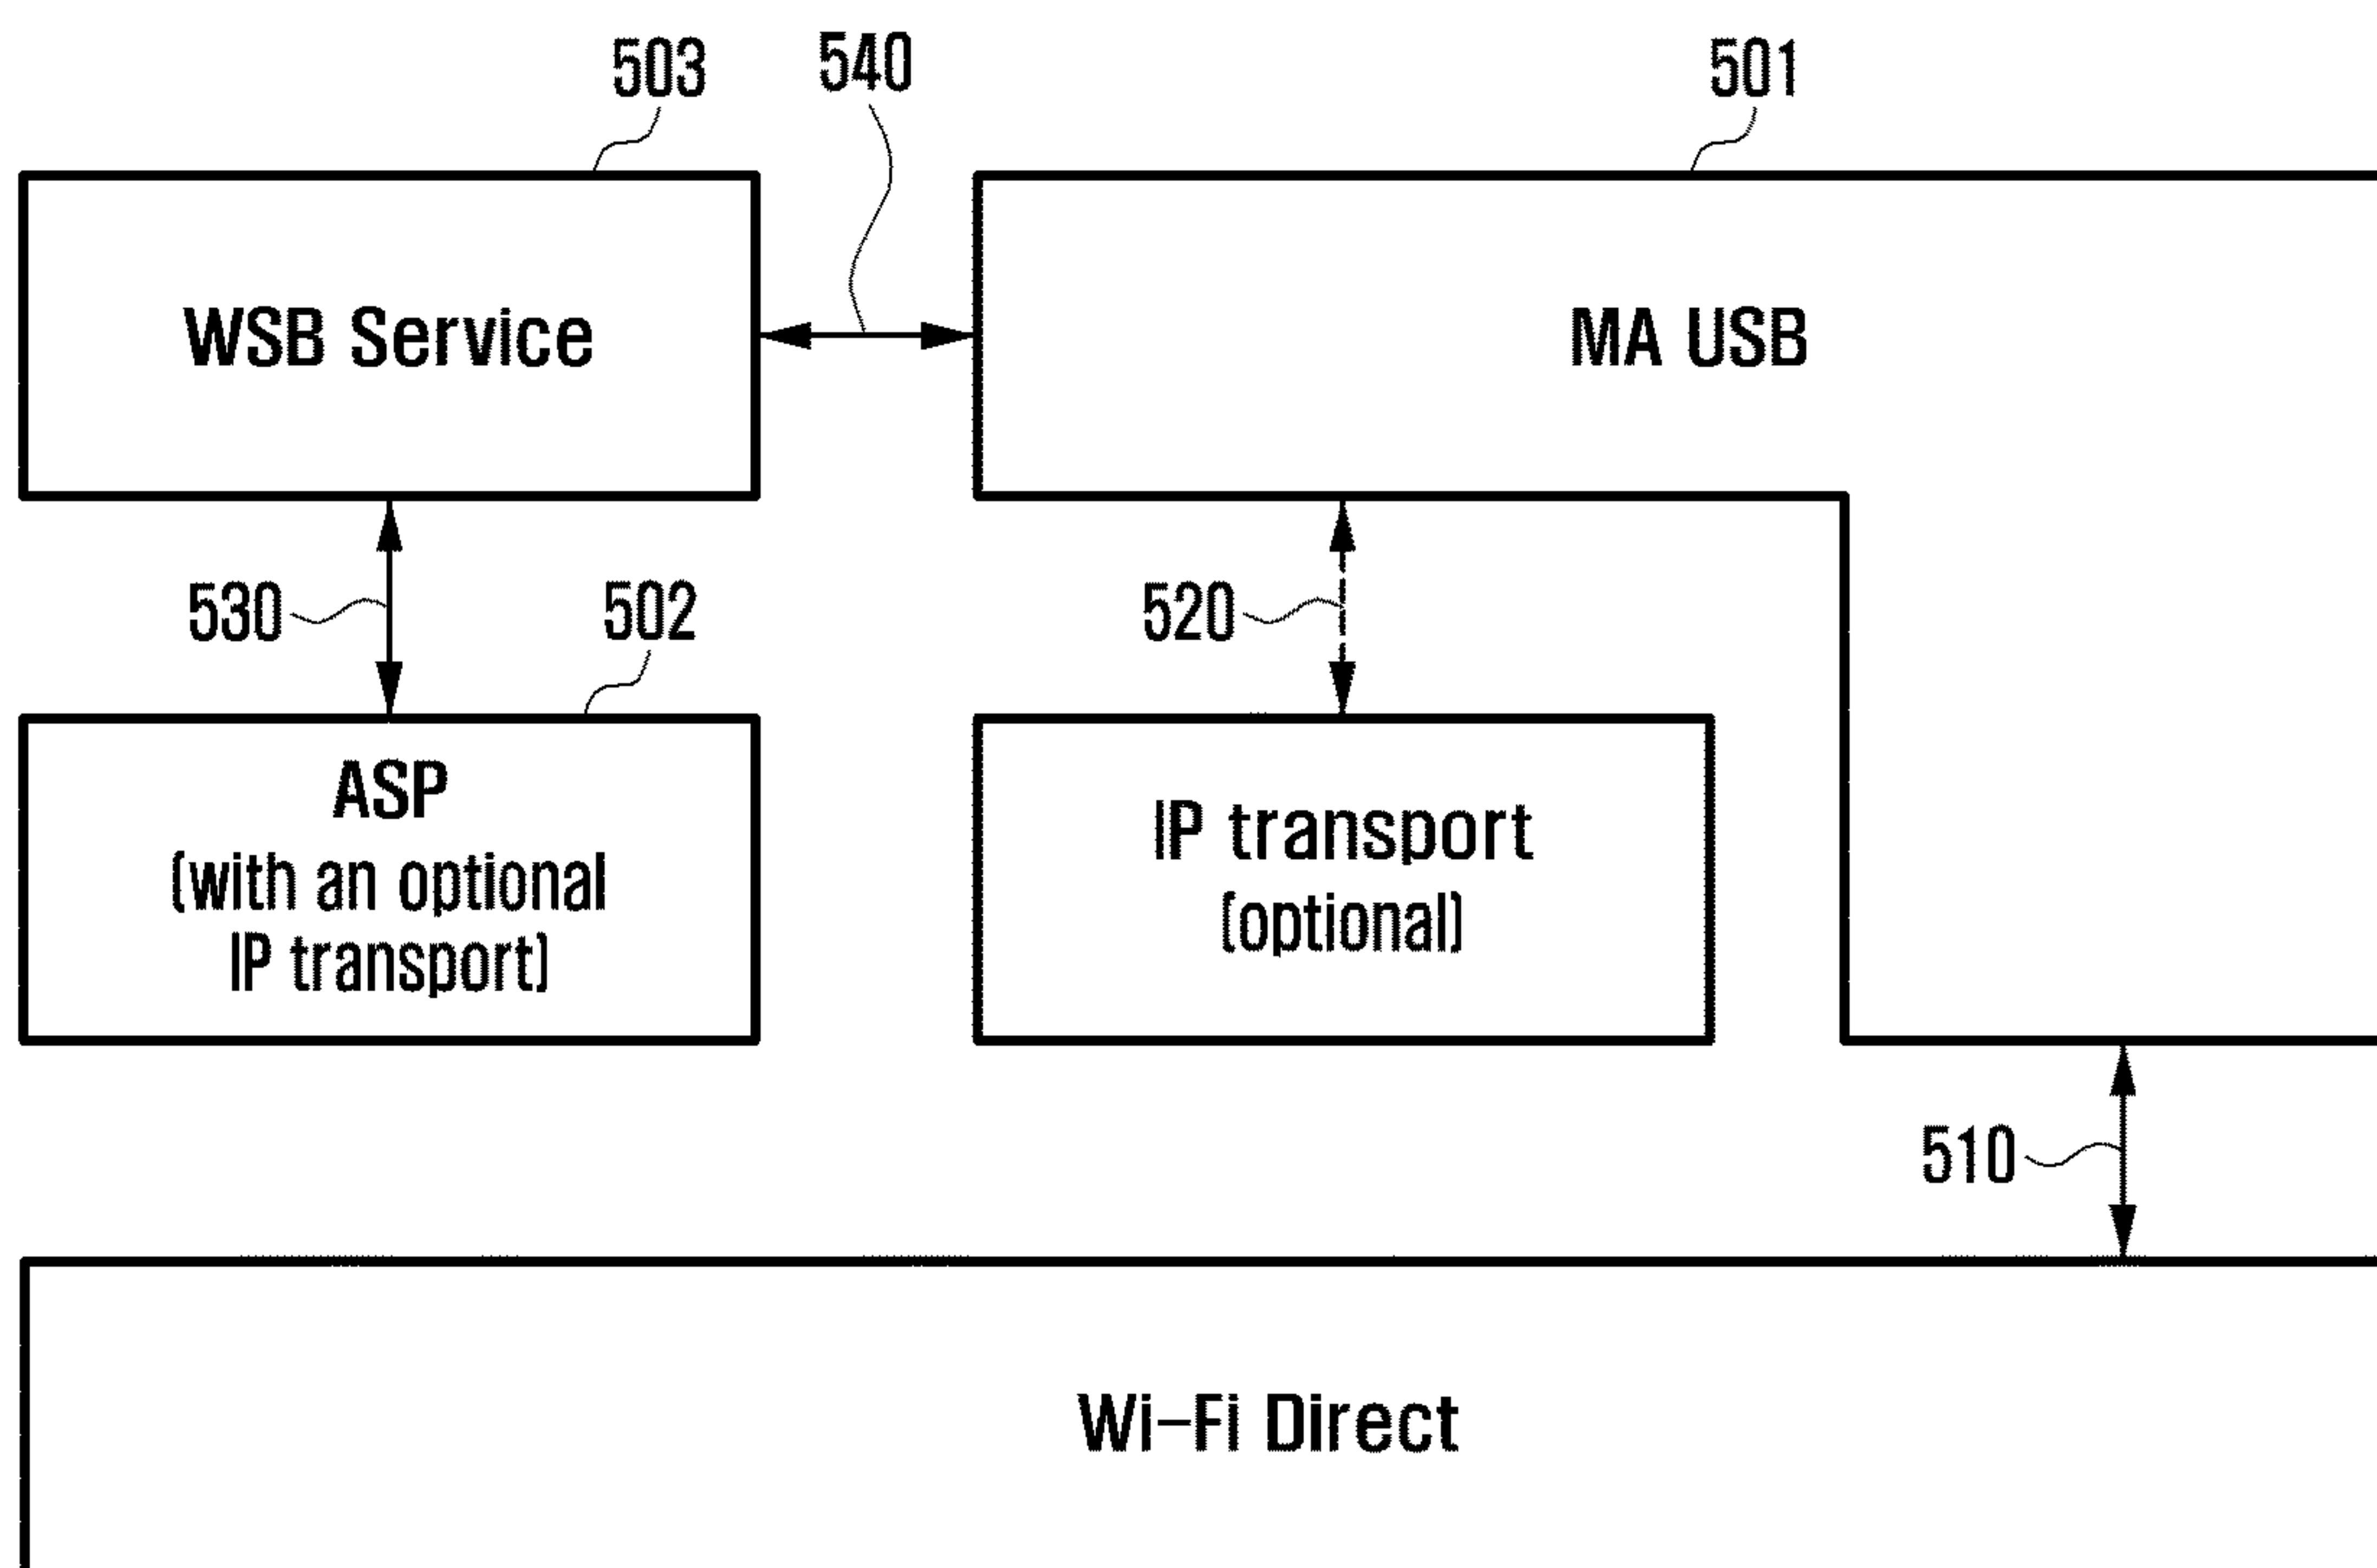 503
540
501
WSB Service
MA USB
530
502
520
ASP
(with an optional
IP transport)
IP transport
(optional)
510
Wi-Fi Direct